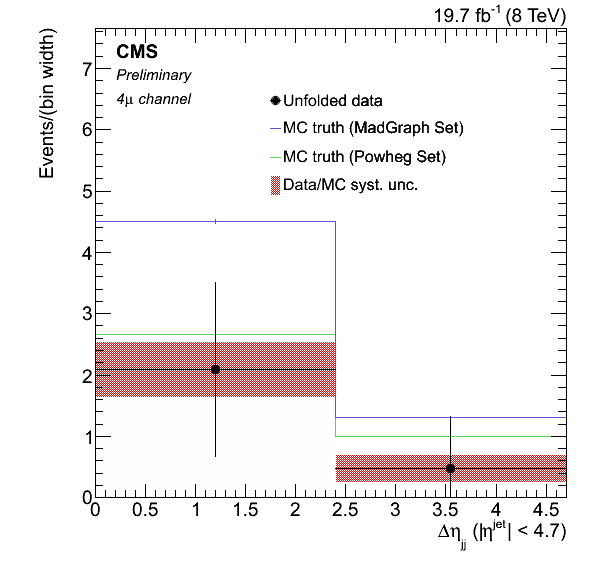 19.7 fb⁻¹ (8 TeV)
CMS
Preliminary
4μ channel
Unfolded data
MC truth (MadGraph Set)
MC truth (Powheg Set)
Data/MC syst. unc.
Events/(bin width)
7
6
5
4
3
2
1
0
0 0.5 1 1.5 2 2.5 3 3.5 4 4.5
Δη_jj (|η^jet| < 4.7)